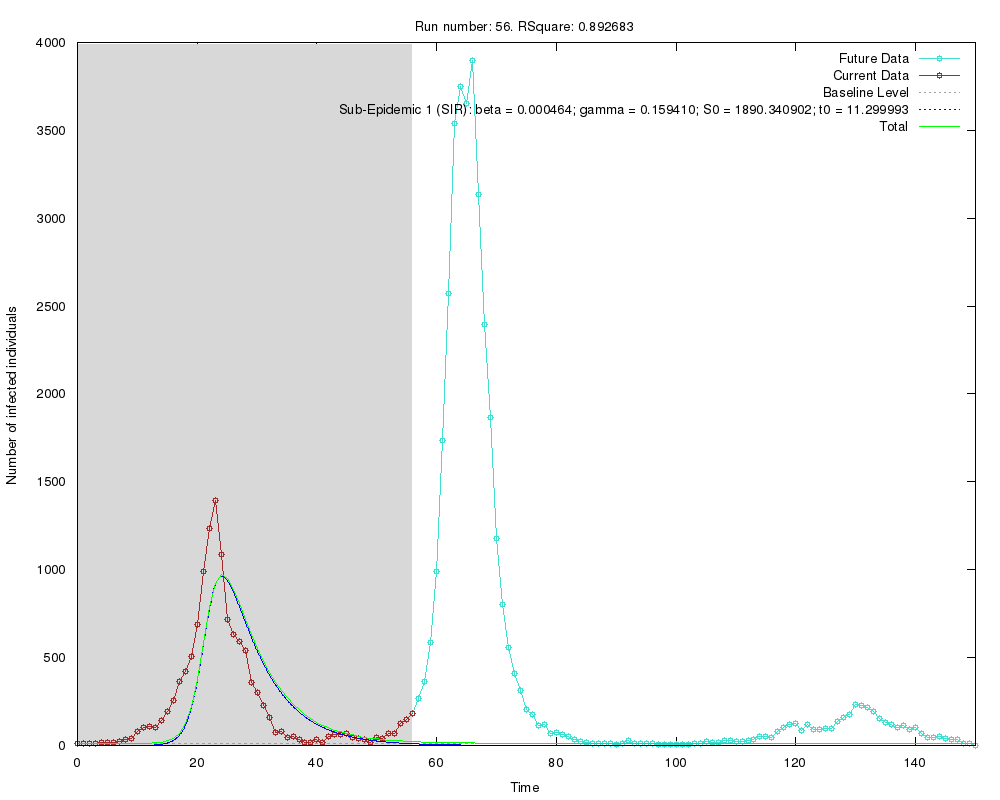 Run number: 56. RSquare: 0.892683
Future Data
Current Data
Baseline Level
Sub-Epidemic 1 (SIR): beta = 0.000464; gamma = 0.159410; S0 = 1890.340902; t0 = 11.299993
Total
4000
3500
3000
2500
2000
1500
1000
500
0
Number of infected individuals
0 20 40 60 80 100 120 140
Time